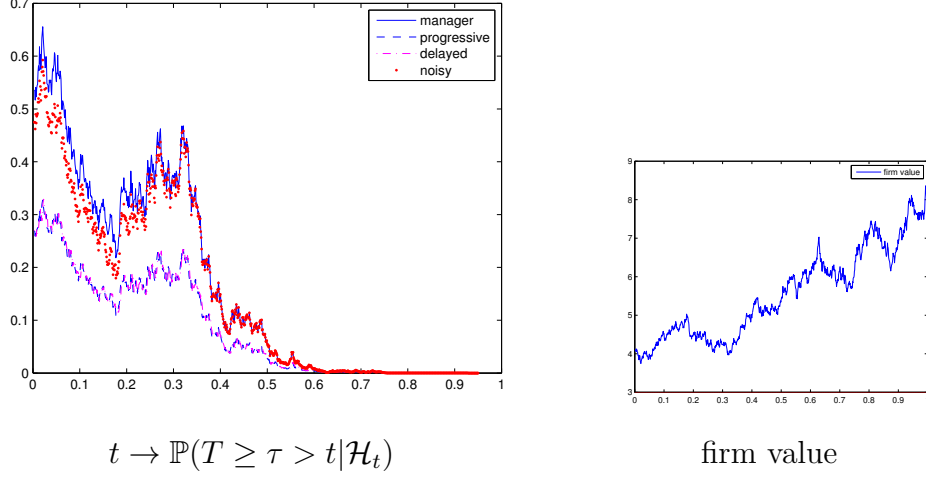 0.7
0.6
0.5
0.4
0.3
0.2
0.1
0
0 0.1 0.2 0.3 0.4 0.5 0.6 0.7 0.8 0.9 1
manager
progressive
delayed
noisy
t → ℙ(T ≥ τ > t|ℋₜ)
9
8
7
6
5
4
3
0 0.1 0.2 0.3 0.4 0.5 0.6 0.7 0.8 0.9
firm value
firm value